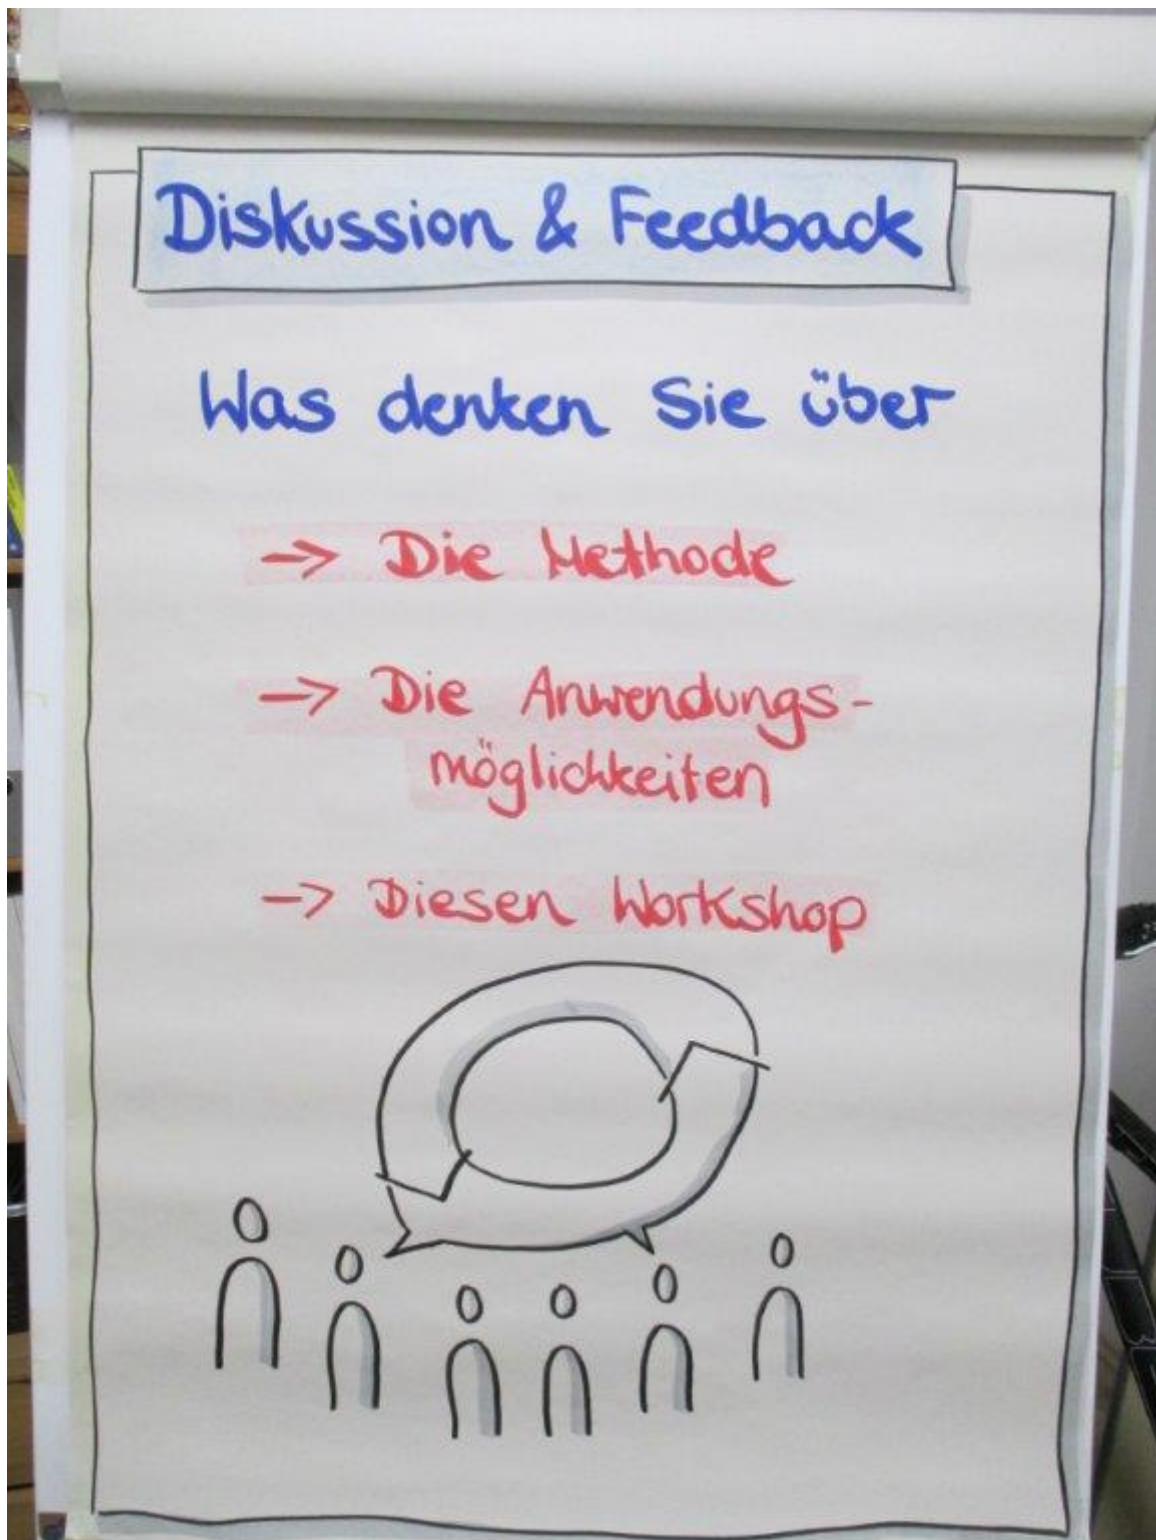 Diskussion & Feedback
Was denken Sie über
-> Die Methode
-> Die Anwendungs-
möglichkeiten
-> Diesen Workshop